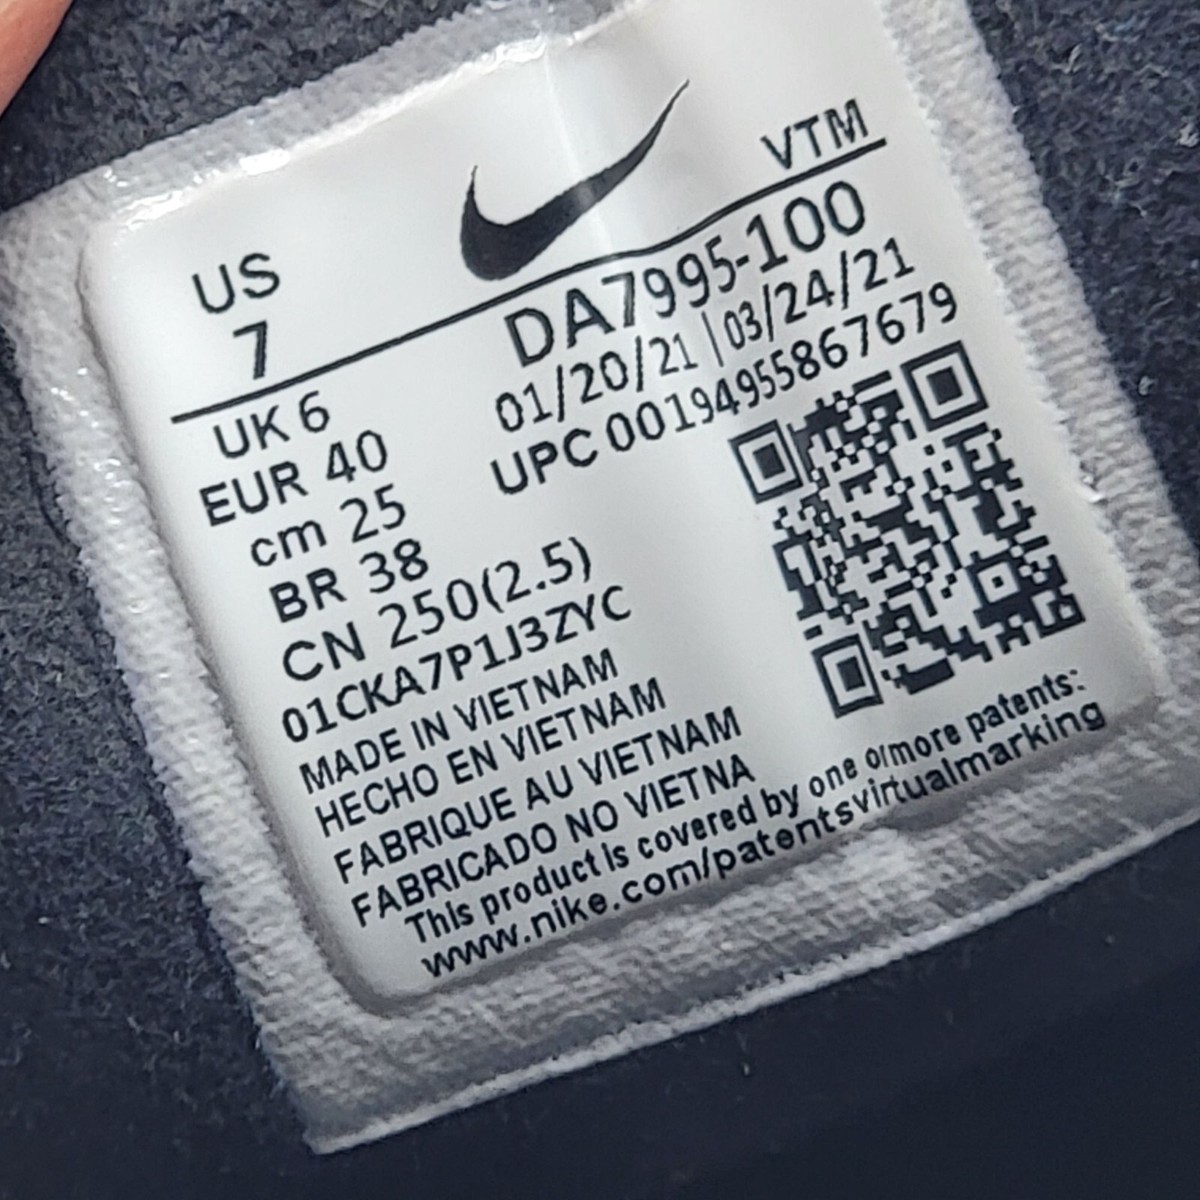 VTM
US
7
DA7995-100
01/20/21 | 03/24/21
UPC 00194955867679
UK 6
EUR 40
cm 25
BR 38
CN 250(2.5)
01CKA7P1J3ZYC
MADE IN VIETNAM
HECHO EN VIETNAM
FABRIQUE AU VIETNAM
FABRICADO NO VIETNA
This product is covered by one or more patents:
www.nike.com/patentsvirtualmarking